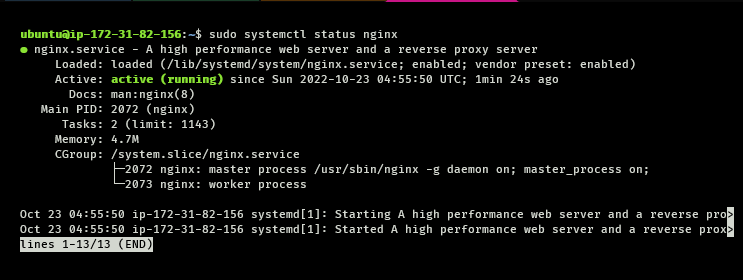 ubuntu@ip-172-31-82-156:~$ sudo systemctl status nginx
● nginx.service - A high performance web server and a reverse proxy server
     Loaded: loaded (/lib/systemd/system/nginx.service; enabled; vendor preset: enabled)
     Active: active (running) since Sun 2022-10-23 04:55:50 UTC; 1min 24s ago
       Docs: man:nginx(8)
   Main PID: 2072 (nginx)
      Tasks: 2 (limit: 1143)
     Memory: 4.7M
     CGroup: /system.slice/nginx.service
             ├─2072 nginx: master process /usr/sbin/nginx -g daemon on; master_process on;
             └─2073 nginx: worker process
Oct 23 04:55:50 ip-172-31-82-156 systemd[1]: Starting A high performance web server and a reverse pro>
Oct 23 04:55:50 ip-172-31-82-156 systemd[1]: Started A high performance web server and a reverse prox>
lines 1-13/13 (END)